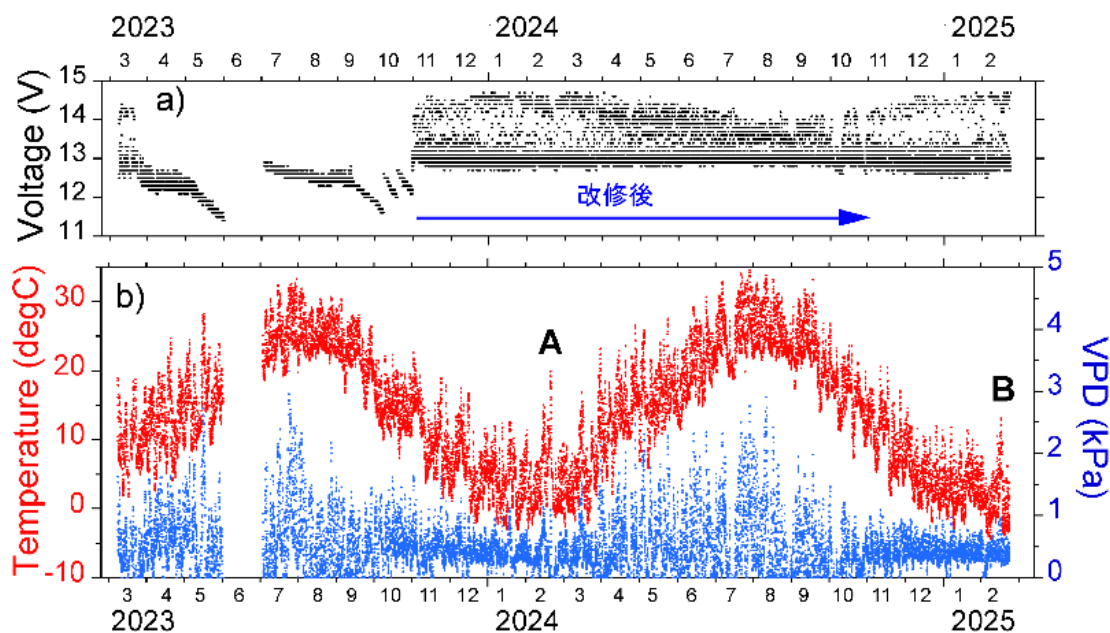 2023 2024 2025
3 4 5 6 7 8 9 10 11 12 1 2 3 4 5 6 7 8 9 10 11 12 1 2
Voltage (V)
15
14
13
12
11
a)
改修後
Temperature (degC)
30
20
10
0
-10
b)
A
B
5
4
3
2
1
0
VPD (kPa)
3 4 5 6 7 8 9 10 11 12 1 2 3 4 5 6 7 8 9 10 11 12 1 2
2023 2024 2025